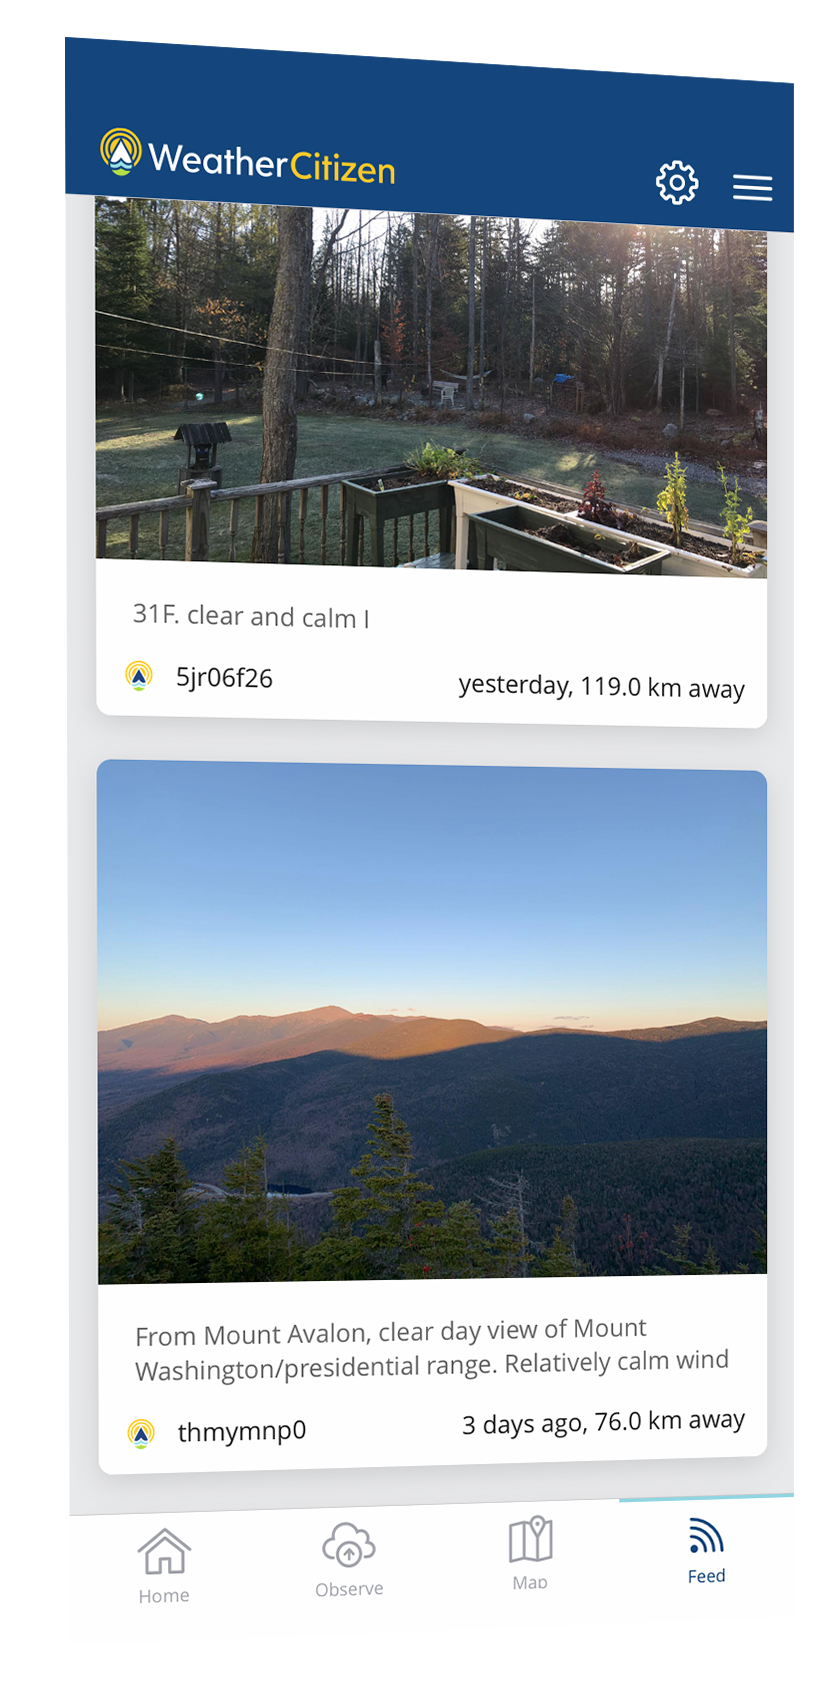 WeatherCitizen
31F. clear and calm I
5jr06f26
yesterday, 119.0 km away
From Mount Avalon, clear day view of Mount
Washington/presidential range. Relatively calm wind
thmymnp0
3 days ago, 76.0 km away
Home
Observe
Map
Feed